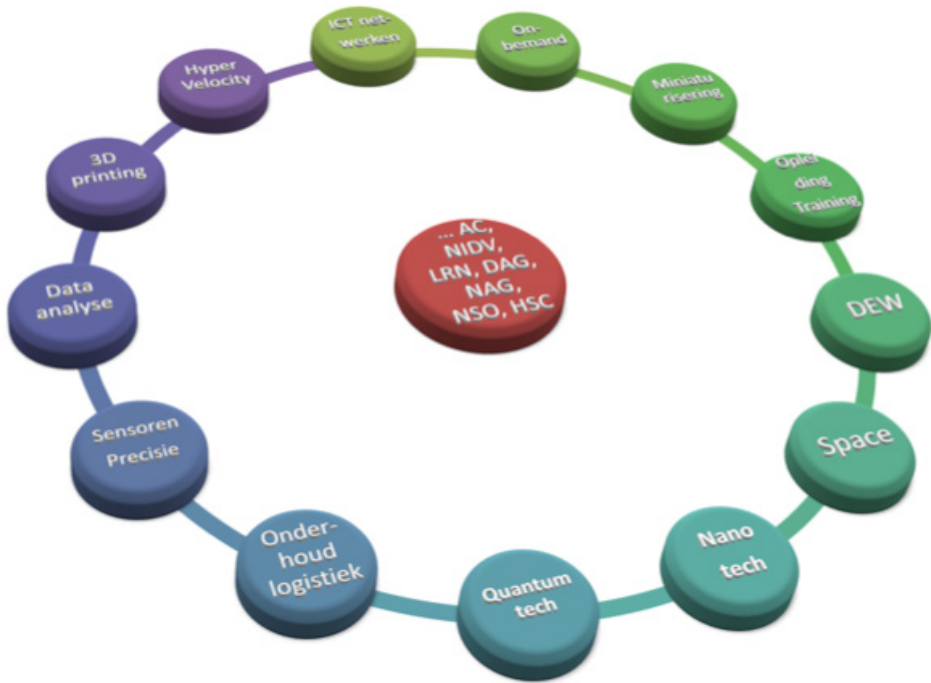 ICT net-
werken
On-
bemand
Miniatu
risering
Oplei
ding
Training
DEW
Space
Nano
tech
Quantum
tech
Onder-
houd
logistiek
Sensoren
Precisie
Data
analyse
3D
printing
Hyper
Velocity
... AC,
NIDV,
LRN, DAG,
NAG,
NSO, HSC